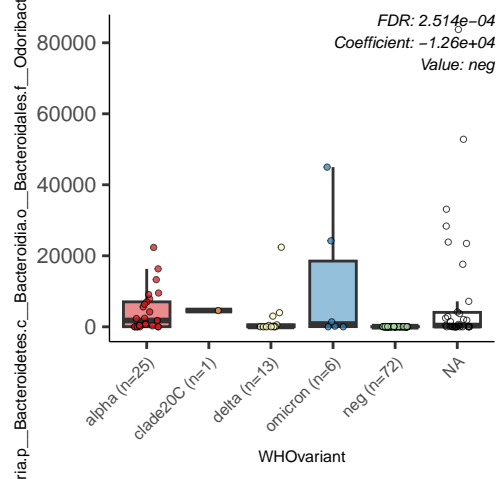 FDR: 2.514e−04
Coefficient: −1.26e+04
Value: neg
ria.p__Bacteroidetes.c__Bacteroidia.o__Bacteroidales.f__Odoribact
80000
60000
40000
20000
0
alpha (n=25)
clade20C (n=1)
delta (n=13)
omicron (n=6)
neg (n=72)
NA
WHOvariant